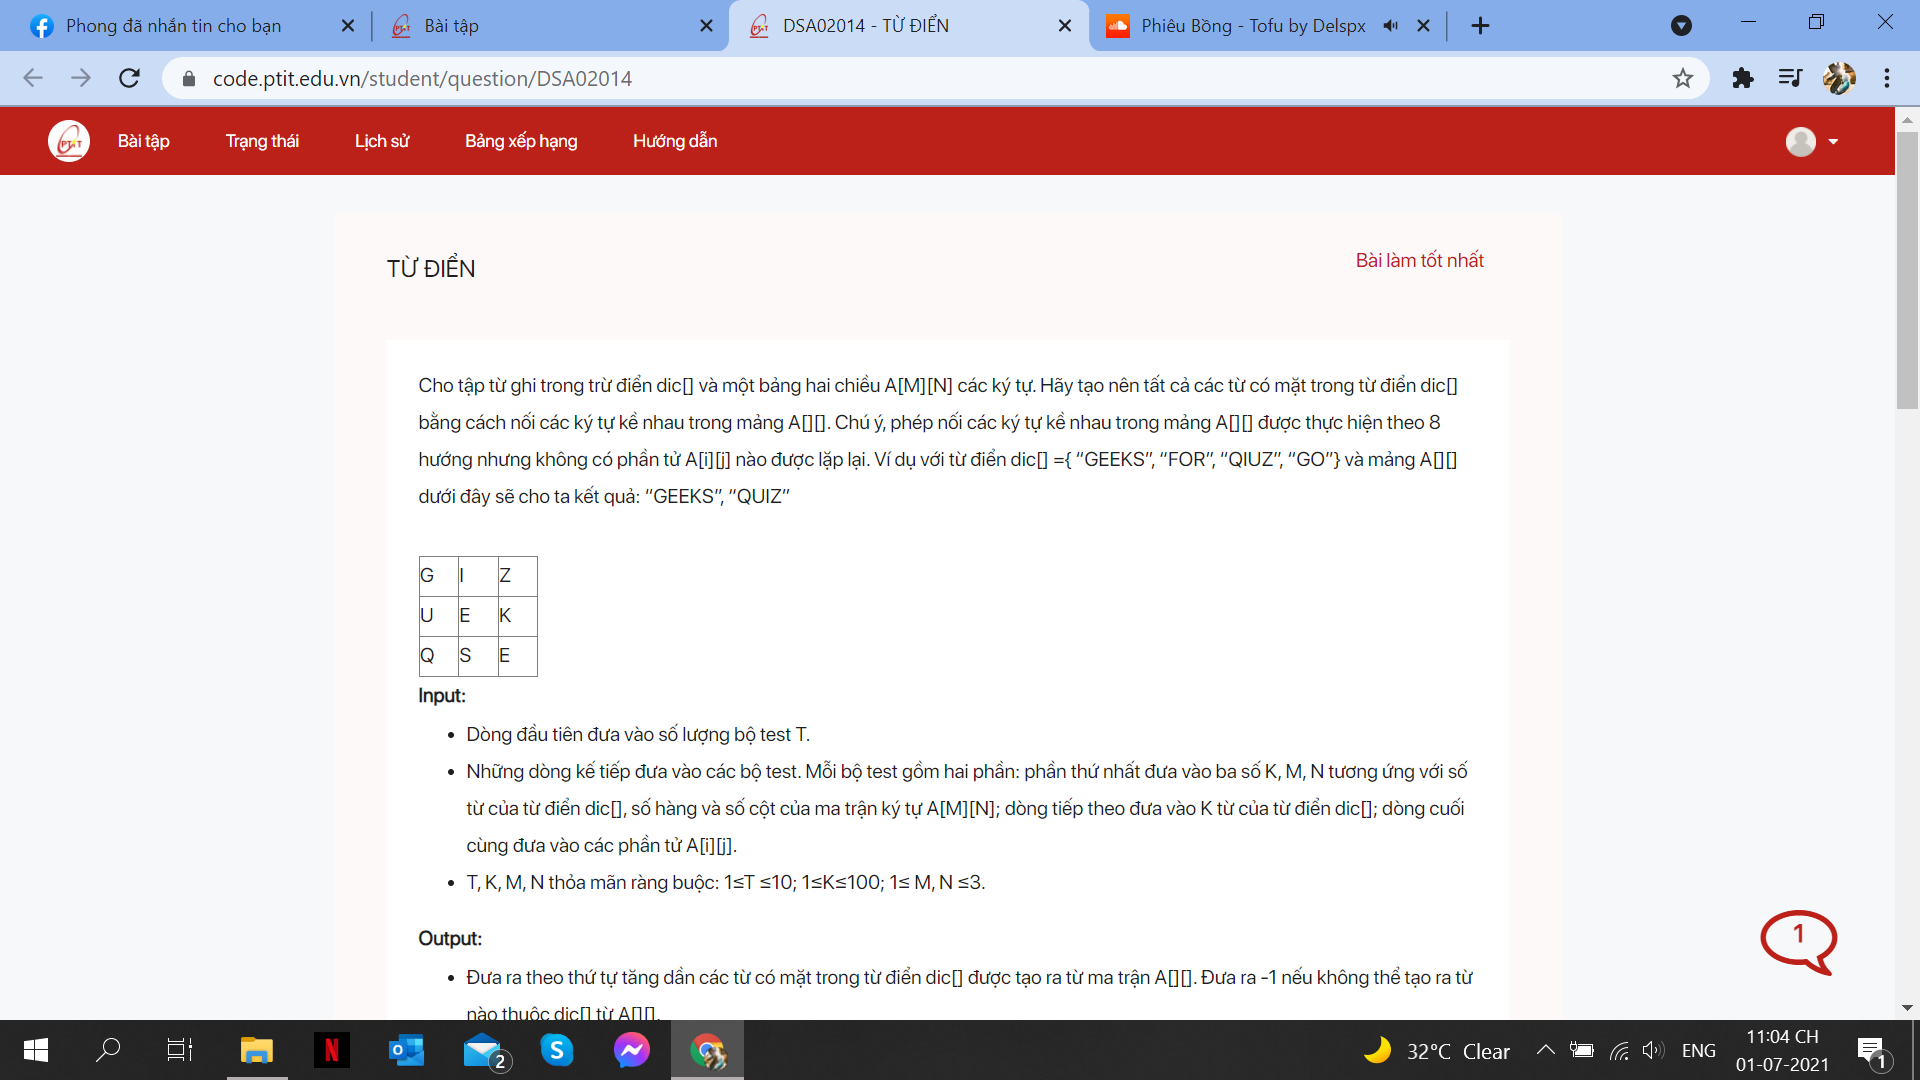 Phong đã nhắn tin cho bạn
Bài tập
DSA02014 - TỪ ĐIỂN
Phiêu Bồng - Tofu by Delspx
code.ptit.edu.vn/student/question/DSA02014
PTIT
Bài tập
Trạng thái
Lịch sử
Bảng xếp hạng
Hướng dẫn
TỪ ĐIỂN
Bài làm tốt nhất
Cho tập từ ghi trong trừ điển dic[] và một bảng hai chiều A[M][N] các ký tự. Hãy tạo nên tất cả các từ có mặt trong từ điển dic[]
bằng cách nối các ký tự kề nhau trong mảng A[][]. Chú ý, phép nối các ký tự kề nhau trong mảng A[][] được thực hiện theo 8
hướng nhưng không có phần tử A[i][j] nào được lặp lại. Ví dụ với từ điển dic[] ={ “GEEKS”, “FOR”, “QIUZ”, “GO”} và mảng A[][]
dưới đây sẽ cho ta kết quả: “GEEKS”, “QUIZ”
G I Z
U E K
Q S E
Input:
• Dòng đầu tiên đưa vào số lượng bộ test T.
• Những dòng kế tiếp đưa vào các bộ test. Mỗi bộ test gồm hai phần: phần thứ nhất đưa vào ba số K, M, N tương ứng với số
từ của từ điển dic[], số hàng và số cột của ma trận ký tự A[M][N]; dòng tiếp theo đưa vào K từ của từ điển dic[]; dòng cuối
cùng đưa vào các phần tử A[i][j].
• T, K, M, N thỏa mãn ràng buộc: 1≤T ≤10; 1≤K≤100; 1≤ M, N ≤3.
1
Output:
• Đưa ra theo thứ tự tăng dần các từ có mặt trong từ điển dic[] được tạo ra từ ma trận A[][]. Đưa ra -1 nếu không thể tạo ra từ
nào thuộc dic[] từ A[][].
N
2
32°C Clear
ENG
11:04 CH
01-07-2021
1